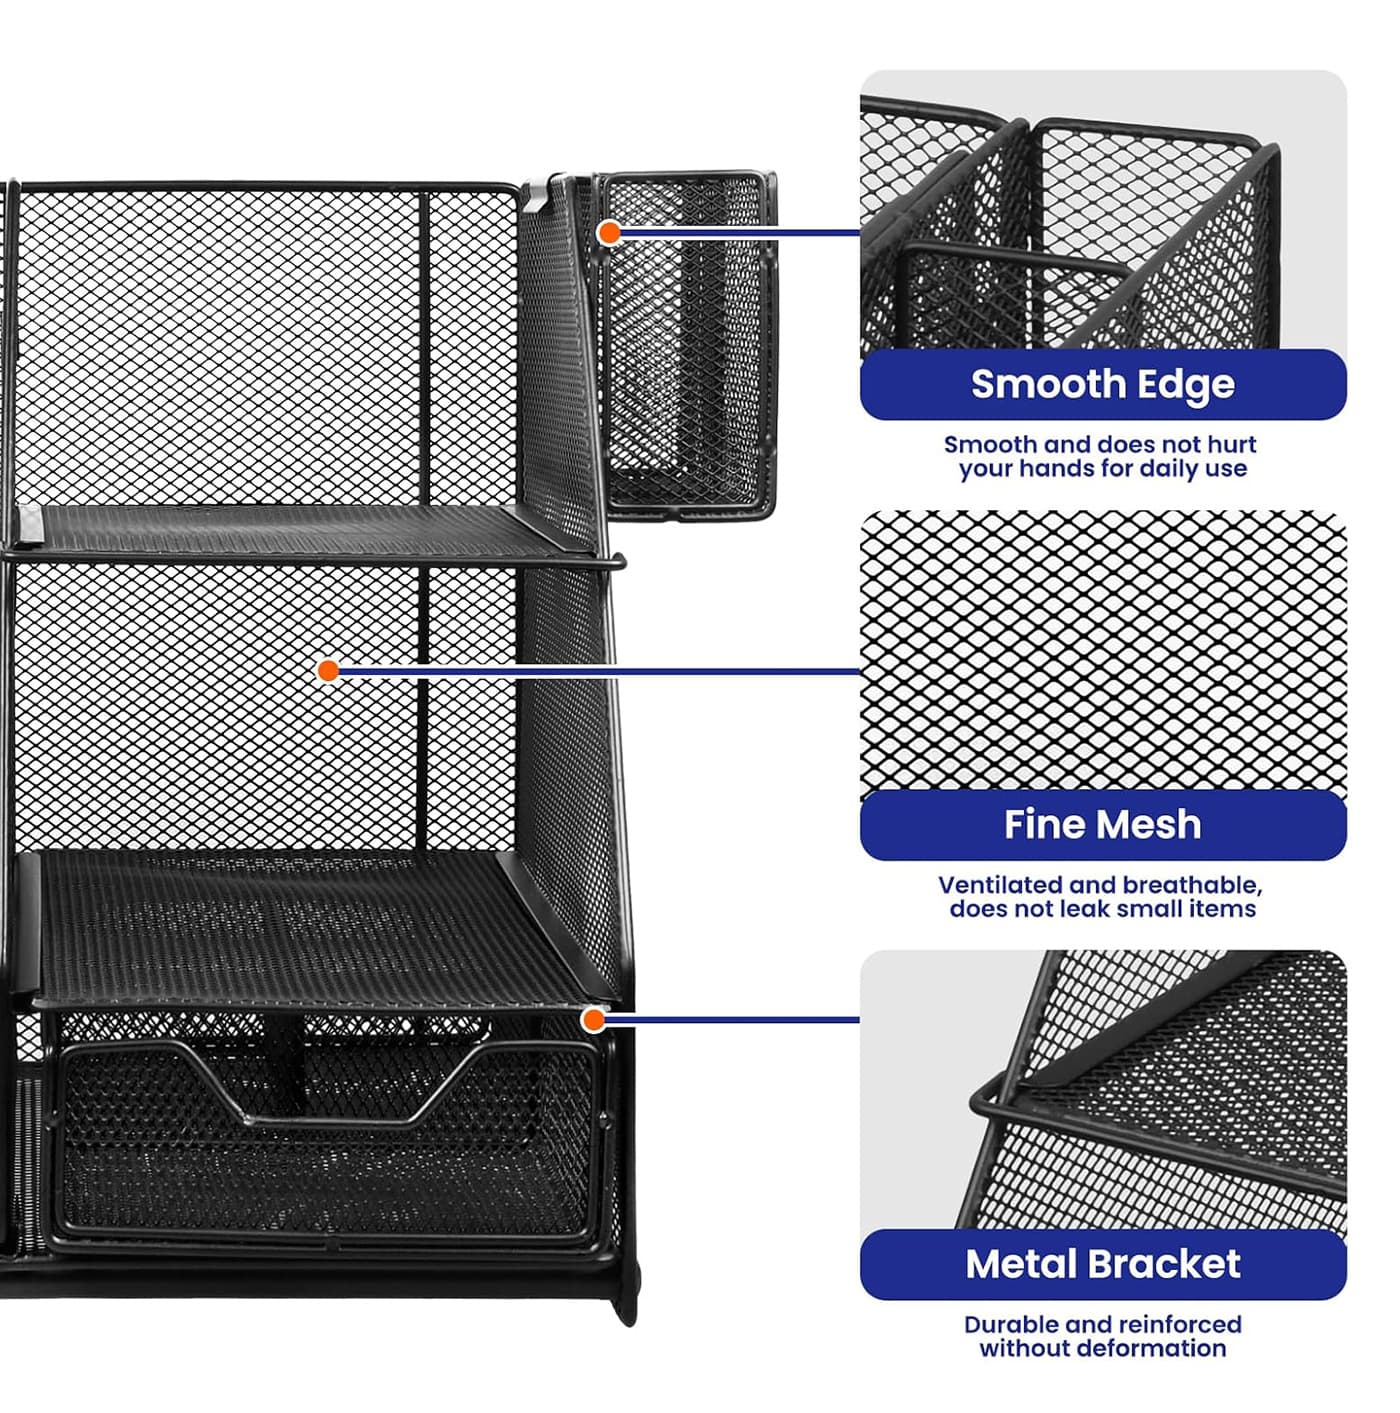 Smooth Edge
Smooth and does not hurt
your hands for daily use
Fine Mesh
Ventilated and breathable,
does not leak small items
Metal Bracket
Durable and reinforced
without deformation